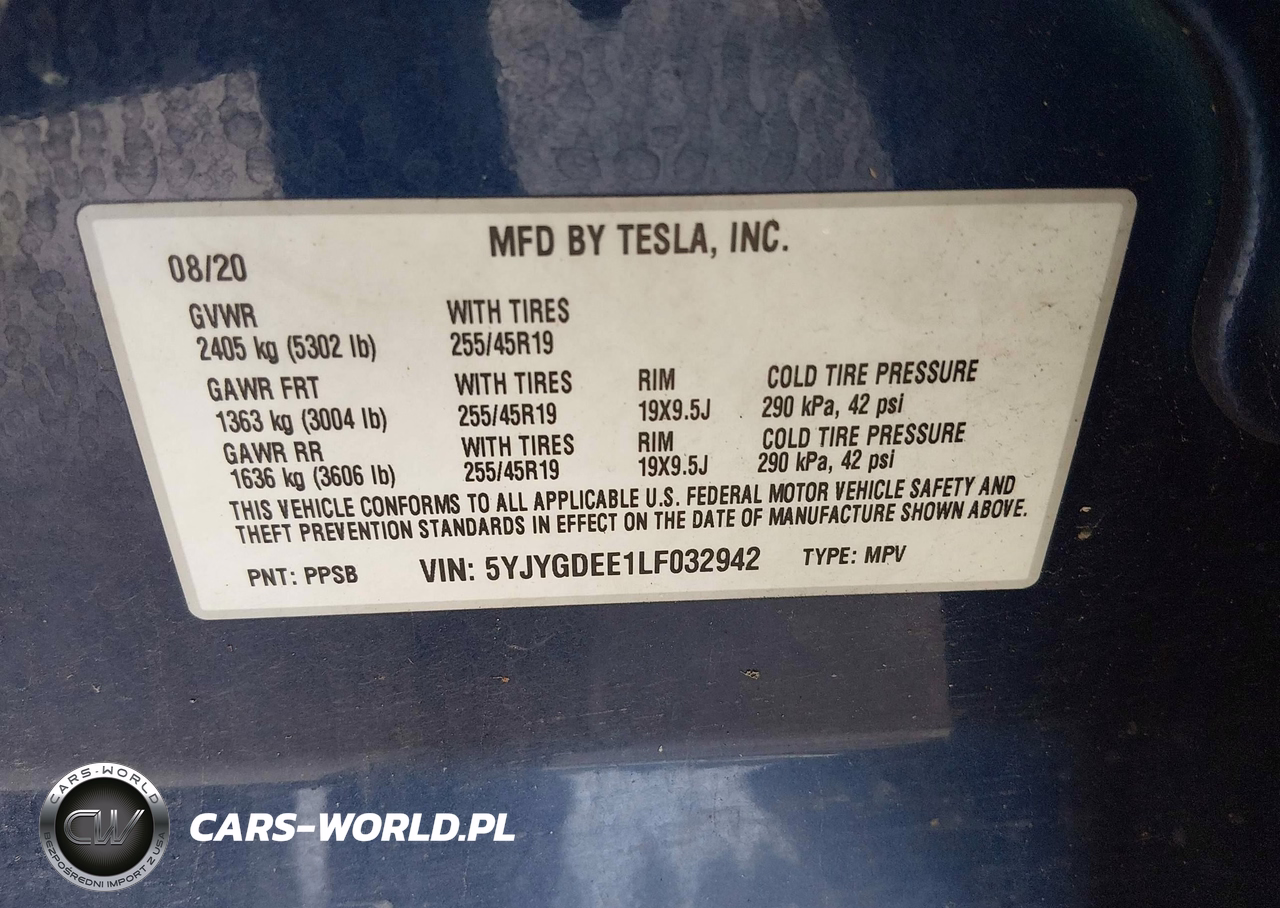 MFD BY TESLA, INC.
08/20
GVWR WITH TIRES
2405 kg (5302 lb) 255/45R19
GAWR FRT WITH TIRES RIM COLD TIRE PRESSURE
1363 kg (3004 lb) 255/45R19 19X9.5J 290 kPa, 42 psi
GAWR RR WITH TIRES RIM COLD TIRE PRESSURE
1636 kg (3606 lb) 255/45R19 19X9.5J 290 kPa, 42 psi
THIS VEHICLE CONFORMS TO ALL APPLICABLE U.S. FEDERAL MOTOR VEHICLE SAFETY AND
THEFT PREVENTION STANDARDS IN EFFECT ON THE DATE OF MANUFACTURE SHOWN ABOVE.
PNT: PPSB VIN: 5YJYGDEE1LF032942 TYPE: MPV
CARS-WORLD
CW
BEZPOŚREDNI IMPORT Z USA
CARS-WORLD.PL